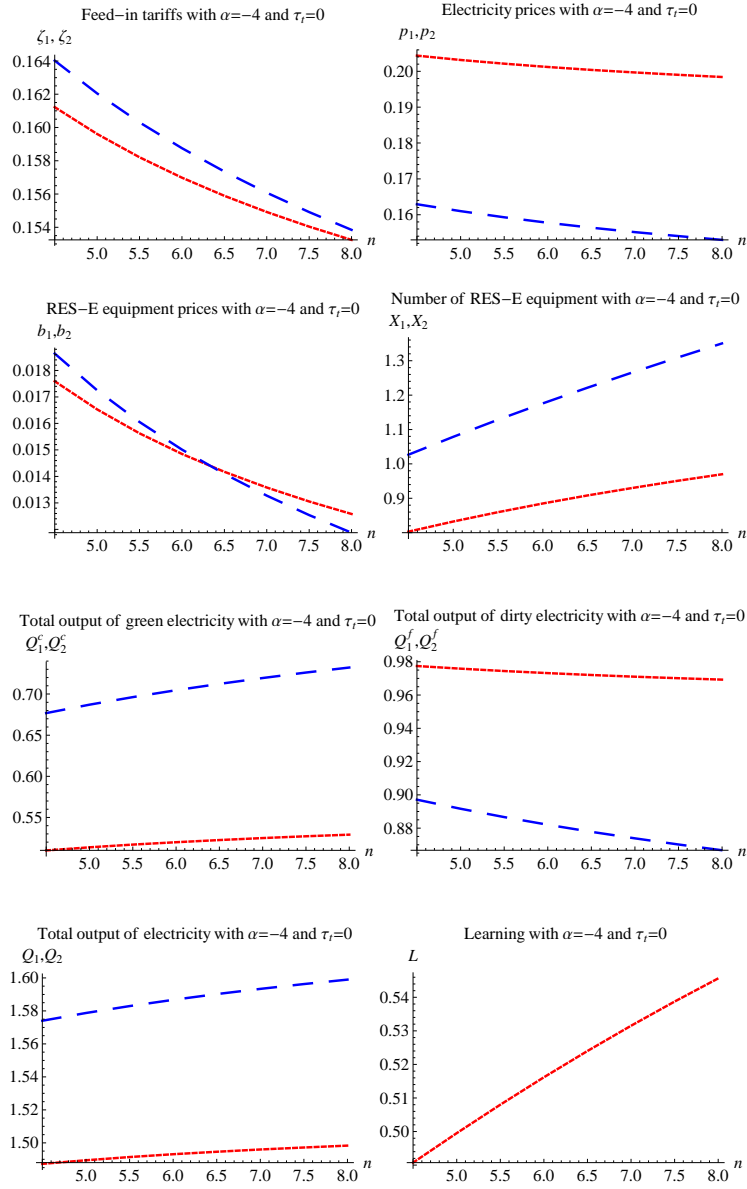 Feed−in tariffs with α=−4 and τₜ=0
ζ₁, ζ₂
0.164
0.162
0.160
0.158
0.156
0.154
5.0 5.5 6.0 6.5 7.0 7.5 8.0 n
Electricity prices with α=−4 and τₜ=0
p₁, p₂
0.20
0.19
0.18
0.17
0.16
5.0 5.5 6.0 6.5 7.0 7.5 8.0 n
RES−E equipment prices with α=−4 and τₜ=0
b₁,b₂
0.018
0.017
0.016
0.015
0.014
0.013
5.0 5.5 6.0 6.5 7.0 7.5 8.0 n
Number of RES−E equipment with α=−4 and τₜ=0
X₁,X₂
1.3
1.2
1.1
1.0
0.9
5.0 5.5 6.0 6.5 7.0 7.5 8.0 n
Total output of green electricity with α=−4 and τₜ=0
Q₁ᶜ,Q₂ᶜ
0.70
0.65
0.60
0.55
5.0 5.5 6.0 6.5 7.0 7.5 8.0 n
Total output of dirty electricity with α=−4 and τₜ=0
Q₁ᶠ,Q₂ᶠ
0.98
0.96
0.94
0.92
0.90
0.88
5.0 5.5 6.0 6.5 7.0 7.5 8.0 n
Total output of electricity with α=−4 and τₜ=0
Q₁,Q₂
1.60
1.58
1.56
1.54
1.52
1.50
5.0 5.5 6.0 6.5 7.0 7.5 8.0 n
Learning with α=−4 and τₜ=0
L
0.54
0.53
0.52
0.51
0.50
5.0 5.5 6.0 6.5 7.0 7.5 8.0 n